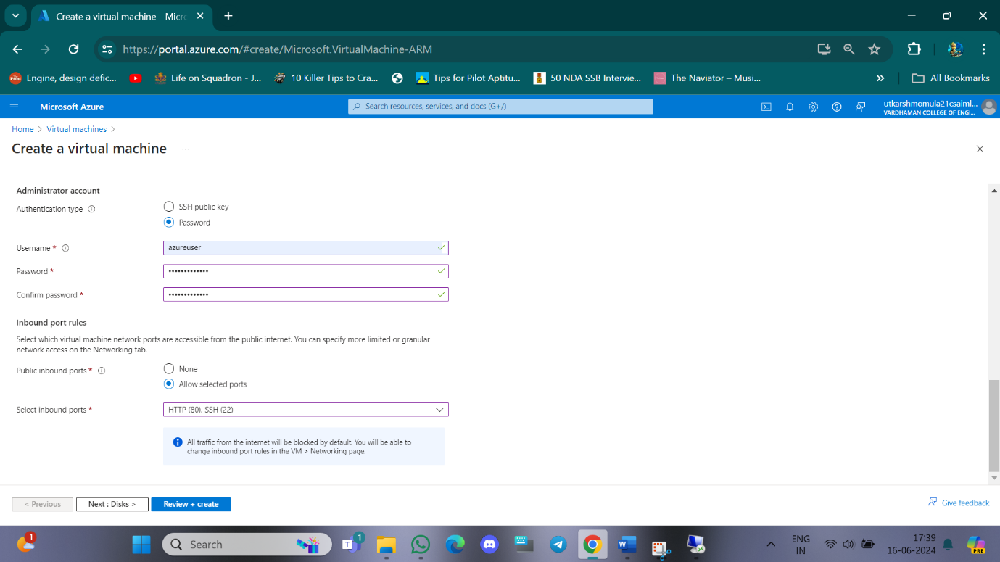 Create a virtual machine - Micr
https://portal.azure.com/#create/Microsoft.VirtualMachine-ARM
Engine, design defic...
Life on Squadron - J...
10 Killer Tips to Cra...
Tips for Pilot Aptitu...
50 NDA SSB Intervie...
The Naviator – Musi...
All Bookmarks
Microsoft Azure
Search resources, services, and docs (G+/)
utkarshmomula21csaiml...
VARDHAMAN COLLEGE OF ENGI...
Home > Virtual machines >
Create a virtual machine ...
Administrator account
Authentication type
SSH public key
Password
Username *
azureuser
Password *
•••••••••••••
Confirm password *
•••••••••••••
Inbound port rules
Select which virtual machine network ports are accessible from the public internet. You can specify more limited or granular
network access on the Networking tab.
Public inbound ports *
None
Allow selected ports
Select inbound ports *
HTTP (80), SSH (22)
All traffic from the internet will be blocked by default. You will be able to
change inbound port rules in the VM > Networking page.
< Previous
Next : Disks >
Review + create
Give feedback
1
Search
1
ENG
IN
17:39
16-06-2024
PRE